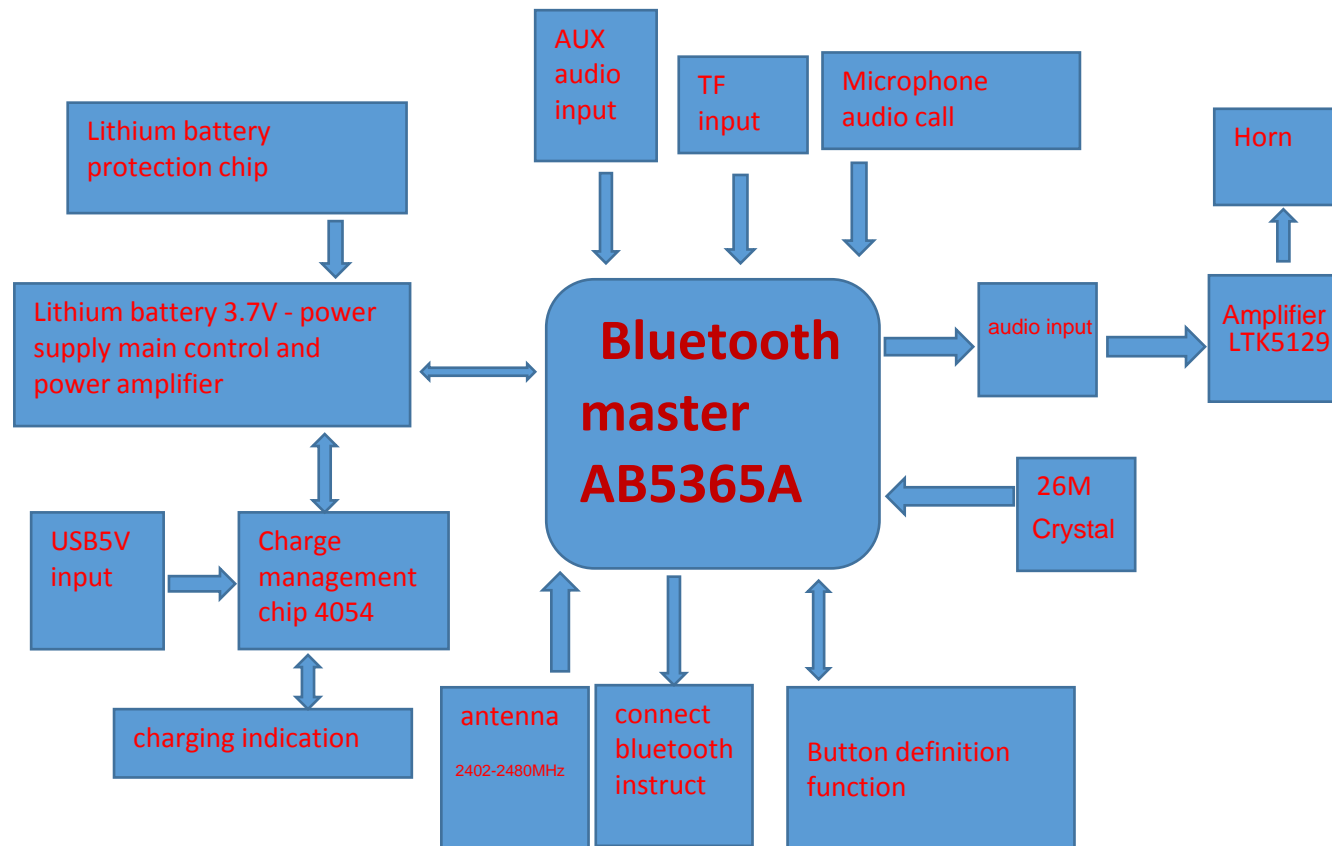 AUX
audio
input
TF
input
Microphone
audio call
Lithium battery
protection chip
Horn
Lithium battery 3.7V - power
supply main control and
power amplifier
Bluetooth
master
AB5365A
audio input
Amplifier
LTK5129
26M
Crystal
USB5V
input
Charge
management
chip 4054
charging indication
antenna
2402-2480MHz
connect
bluetooth
instruct
Button definition
function